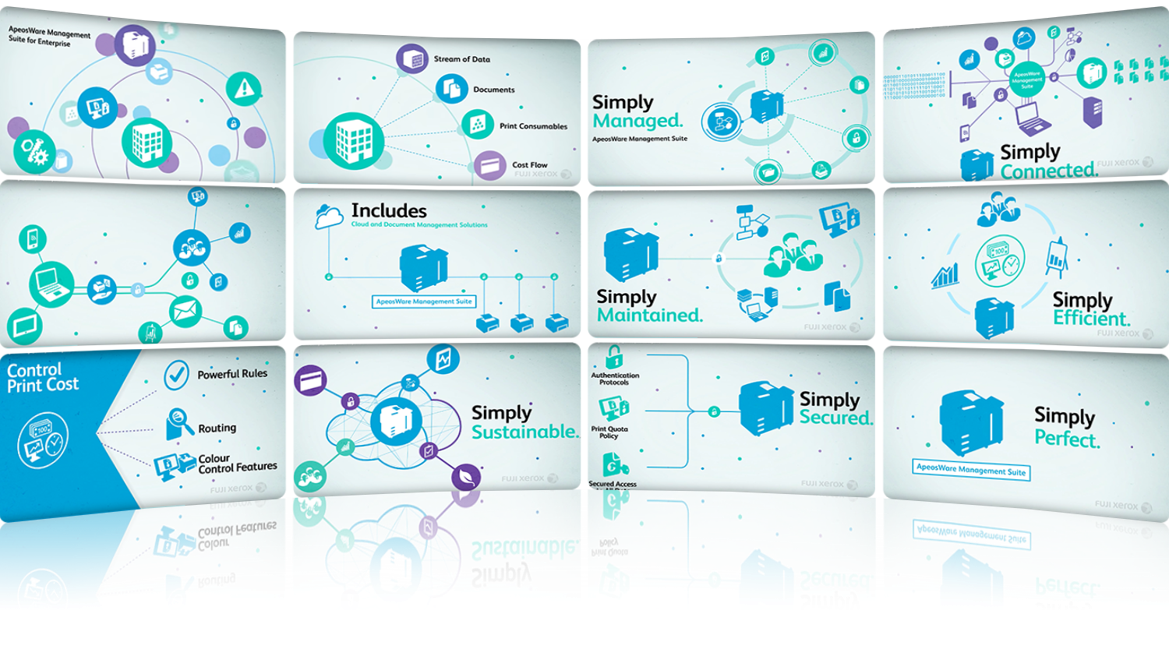 ApeosWare Management
Suite for Enterprise
Stream of Data
Documents
Print Consumables
Cost Flow
FUJI XEROX
Simply
Managed.
ApeosWare Management Suite
ApeosWare
Management
Suite
Simply
Connected.
FUJI XEROX
Includes
Cloud and Document Management Solutions
ApeosWare Management Suite
Simply
Maintained.
FUJI XEROX
Simply
Efficient.
FUJI XEROX
Control
Print Cost
100
Powerful Rules
Routing
Colour
Control Features
FUJI XEROX
Simply
Sustainable.
FUJI XEROX
Authentication
Protocols
Print Quota
Policy
Secured Access
Simply
Secured.
FUJI XEROX
Simply
Perfect.
ApeosWare Management Suite
FUJI XEROX